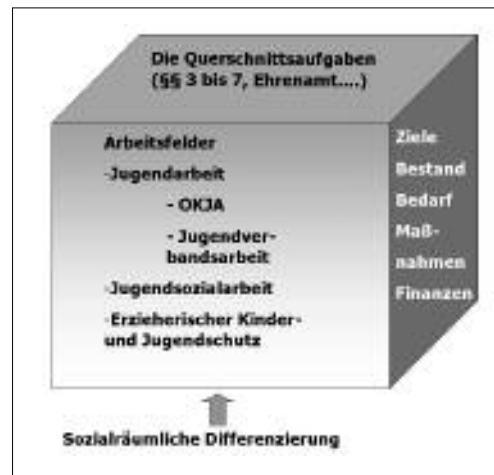 Die Querschnittsaufgaben
(§§ 3 bis 7, Ehrenamt....)
Arbeitsfelder
-Jugendarbeit
- OKJA
- Jugendver-
bandsarbeit
-Jugendsozialarbeit
-Erzieherischer Kinder-
und Jugendschutz
Ziele
Bestand
Bedarf
Maß-
nahmen
Finanzen
Sozialräumliche Differenzierung